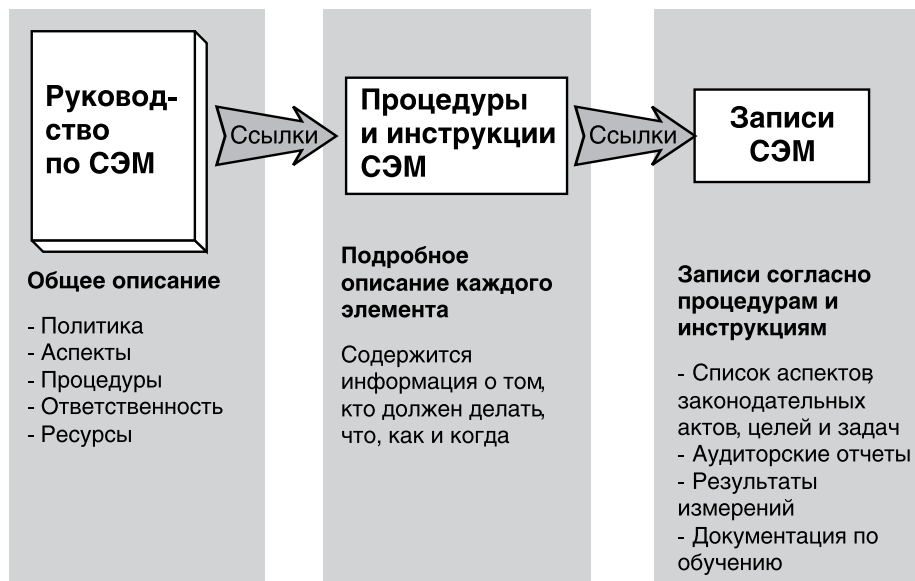 Руковод-
ство
по СЭМ
Ссылки
Процедуры
и инструкции
СЭМ
Ссылки
Записи
СЭМ
Общее описание
- Политика
- Аспекты
- Процедуры
- Ответственность
- Ресурсы
Подробное
описание каждого
элемента
Содержится
информация о том,
кто должен делать,
что, как и когда
Записи согласно
процедурам и
инструкциям
- Список аспектов,
законодательных
актов, целей и задач
- Аудиторские отчеты
- Результаты
измерений
- Документация по
обучению